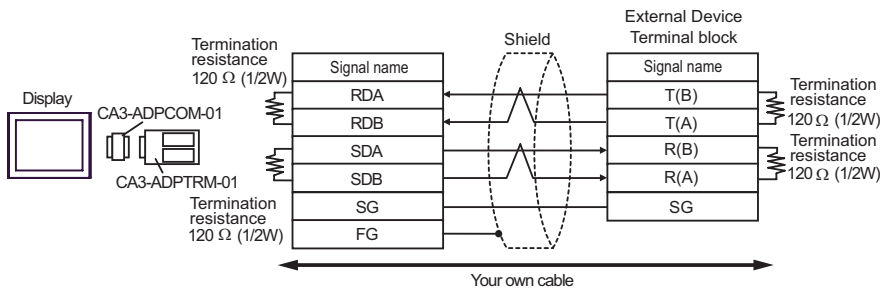 External Device
Terminal block
Shield
Termination
resistance
120 Ω (1/2W)
Signal name
Signal name
Display
CA3-ADPCOM-01
CA3-ADPTRM-01
RDA
T(B)
RDB
T(A)
SDA
R(B)
SDB
R(A)
SG
SG
FG
Termination
resistance
120 Ω (1/2W)
Termination
resistance
120 Ω (1/2W)
Termination
resistance
120 Ω (1/2W)
Your own cable